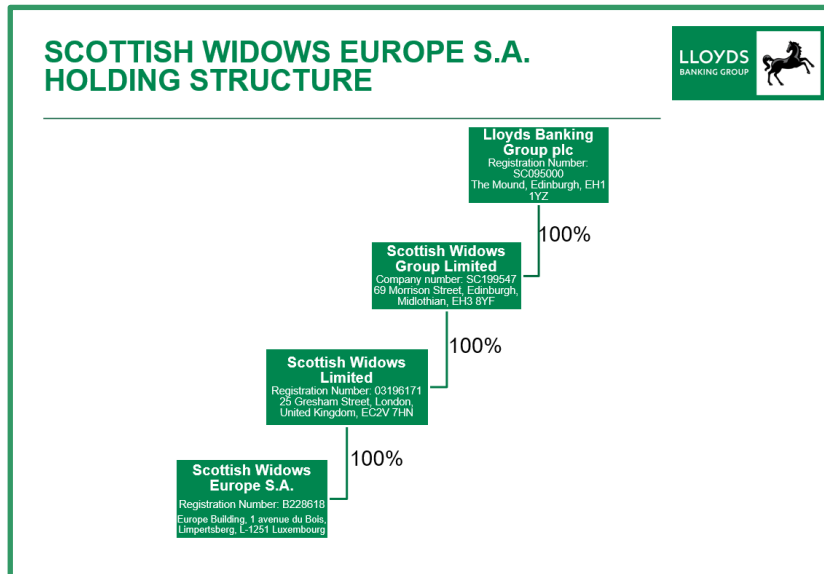 SCOTTISH WIDOWS EUROPE S.A.
HOLDING STRUCTURE
LLOYDS
BANKING GROUP
Lloyds Banking
Group plc
Registration Number:
SC095000
The Mound, Edinburgh, EH1
1YZ
100%
Scottish Widows
Group Limited
Company number: SC199547
69 Morrison Street, Edinburgh,
Midlothian, EH3 8YF
100%
Scottish Widows
Limited
Registration Number: 03196171
25 Gresham Street, London,
United Kingdom, EC2V 7HN
100%
Scottish Widows
Europe S.A.
Registration Number: B228618
Europe Building, 1 avenue du Bois,
Limpertsberg, L-1251 Luxembourg